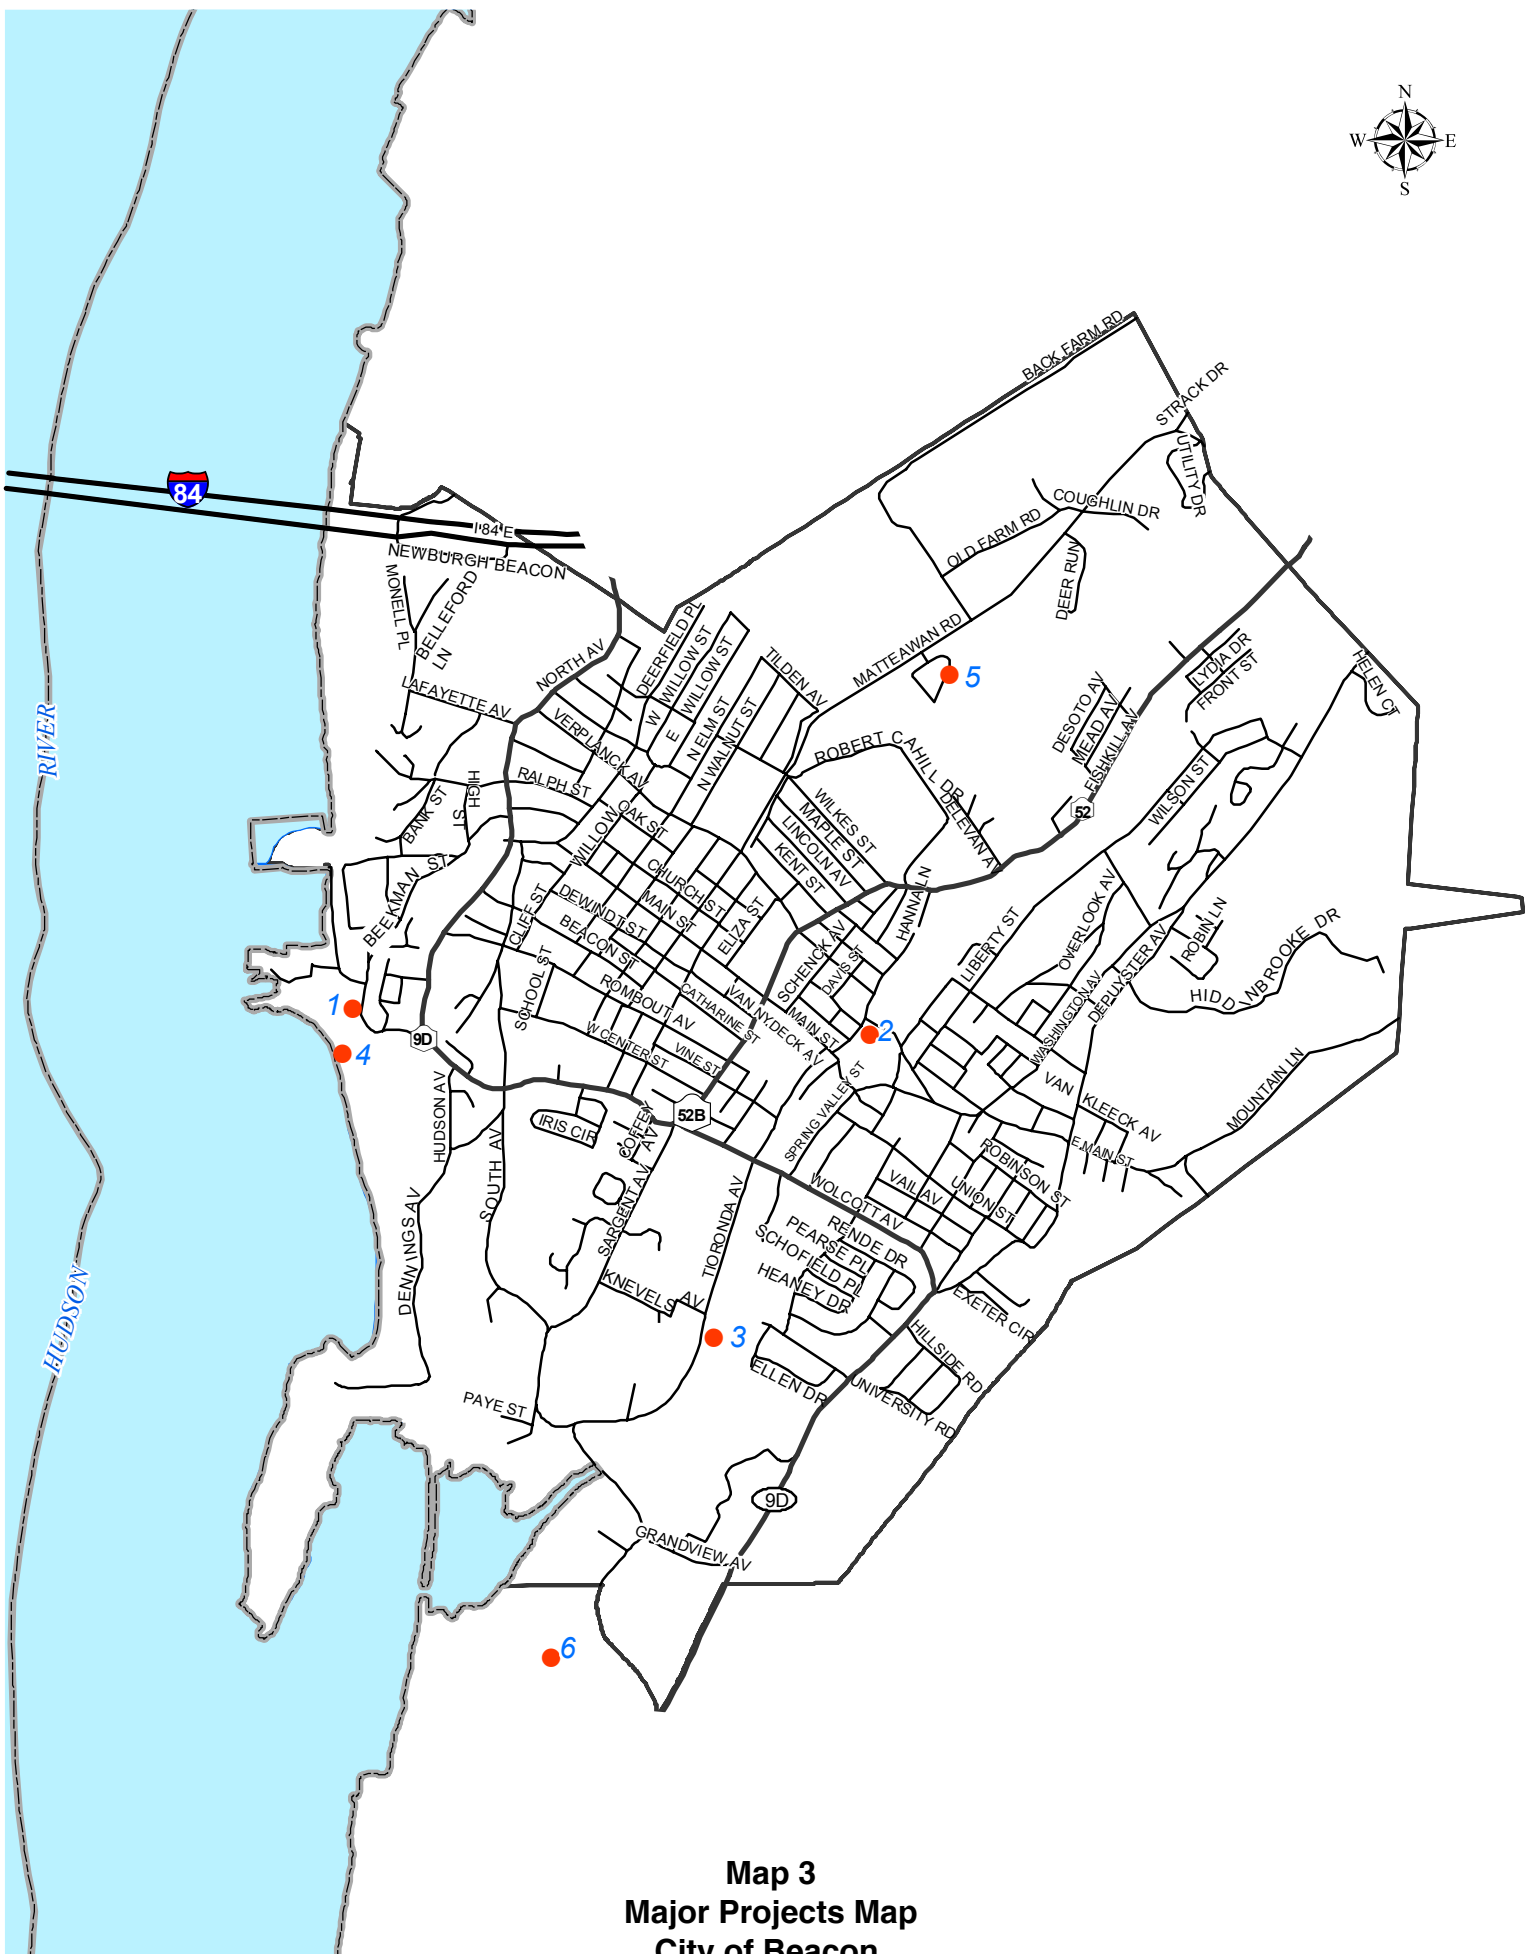 N
W E
S
BACK FARM RD
STRACK DR
UTILITY DR
84
I 84 E
NEWBURGH BEACON
COUGHLIN DR
OLD FARM RD
DEER RUN
MONELL PL
BELLEFORD
LN
NORTH AV
DEERFIELD PL
W WILLOW ST
E WILLOW ST
TILDEN AV
MATTEAWAN RD
5
LYDIA DR
FRONT ST
HELEN CT
LAFAYETTE AV
VERPLANCK AV
N ELM ST
N WALNUT ST
ROBERT CAHILL DR
DESOTO AV
MEAD AV
FISHKILL AV
52
RIVER
HIGH ST
BANK ST
RALPH ST
OAK ST
WILLOW
WILKES ST
MAPLE ST
LINCOLN AV
KENT ST
DELEVAN AV
WILSON ST
BEEKMAN ST
CLIFF ST
CHURCH ST
DEWINDT ST
MAIN ST
BEACON ST
ELIZA ST
HANNA LN
SCHENCK AV
DAVIS ST
LIBERTY ST
OVERLOOK AV
ROBIN LN
HIDDNBROOKE DR
DEPUYSTER AV
WASHINGTON AV
SCHOOL ST
ROMBOUT AV
CATHARINE ST
VAN NYDECK AV
MAIN ST
1
4
9D
2
W CENTER ST
VINE ST
SPRING VALLEY ST
VAN KLEECK AV
MOUNTAIN LN
E MAIN ST
HUDSON AV
52B
IRIS CIR
COFFEY AV
SOUTH AV
SARGENT AV
TIORONDA AV
WOLCOTT AV
VAIL AV
UNION ST
ROBINSON ST
DENNINGS AV
RENDE DR
PEARSE PL
SCHOFIELD PL
HEANEY DR
KNEVELS AV
EXETER CIR
3
HUDSON
HILLSIDE RD
ELLEN DR
UNIVERSITY RD
PAYE ST
9D
GRANDVIEW AV
6
Map 3
Major Projects Map
City of Beacon